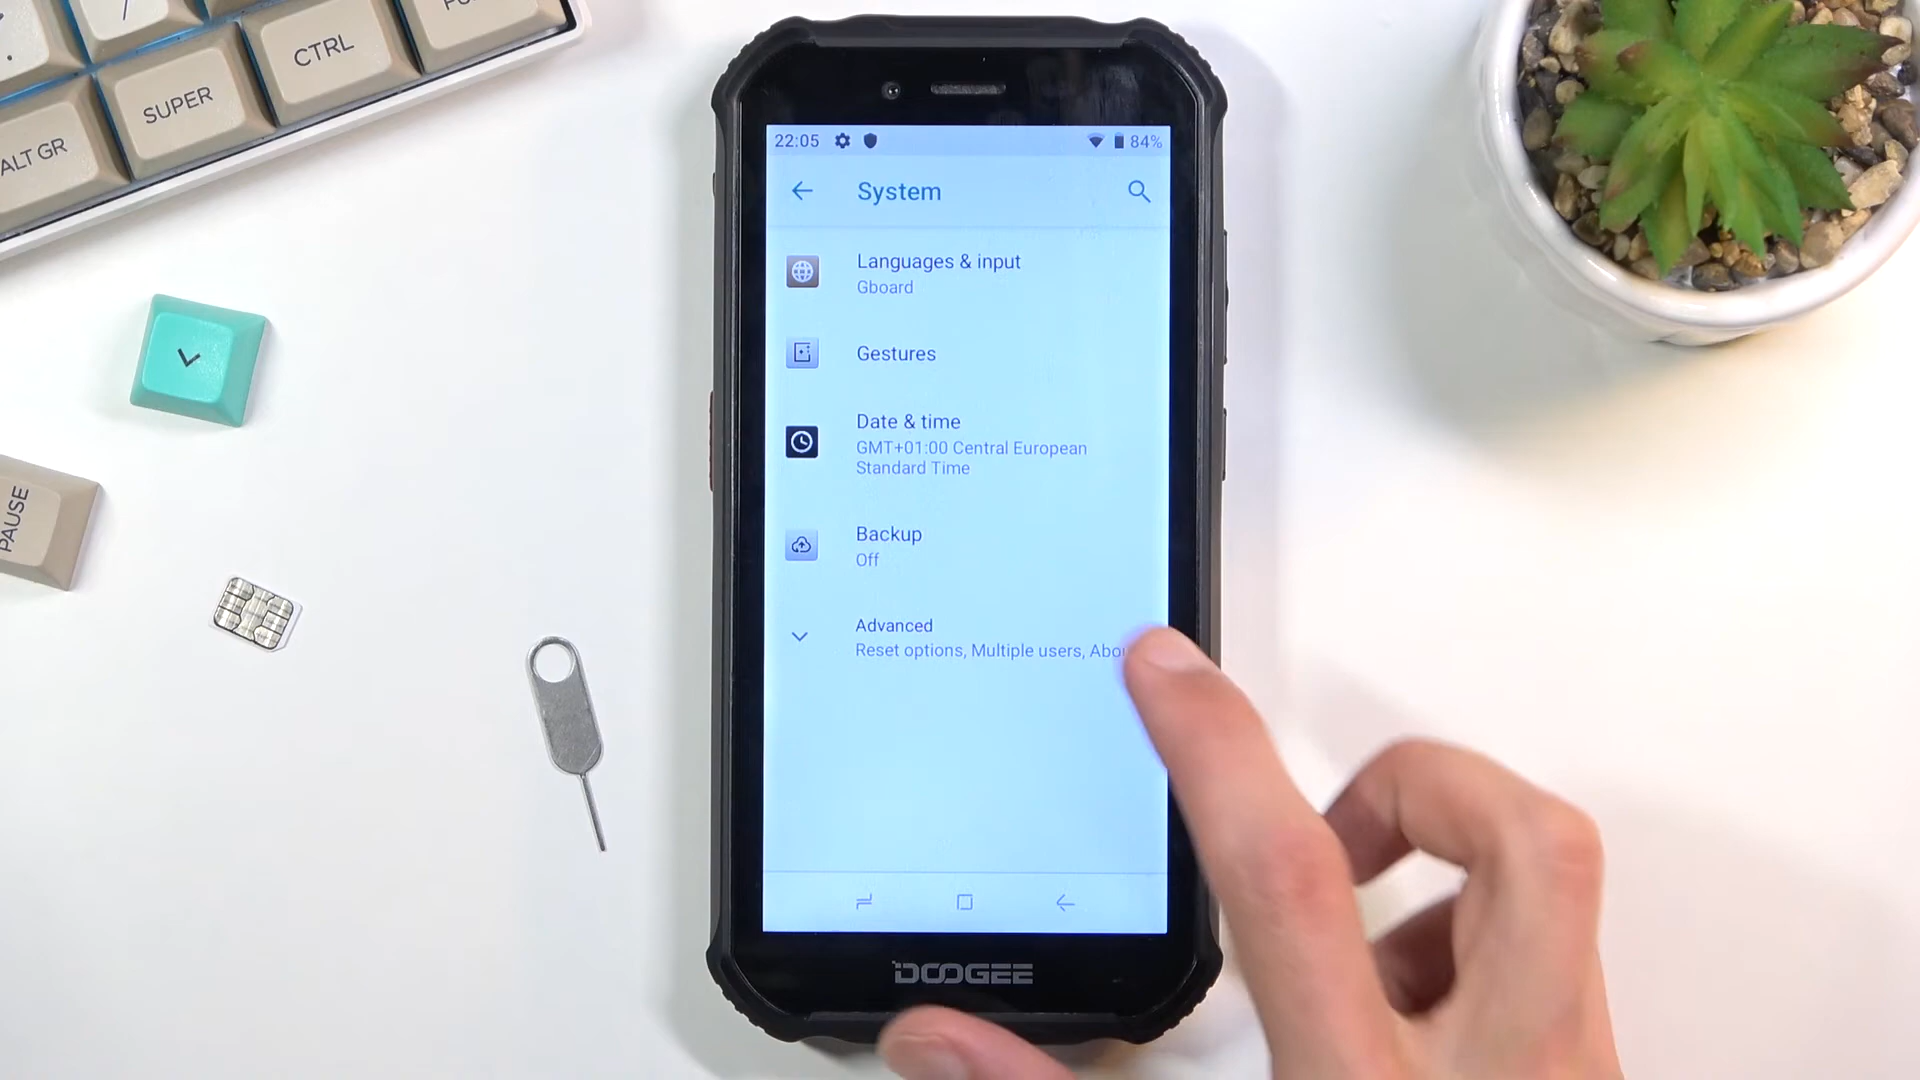 CTRL
SUPER
ALT GR
PAUSE
22:05
84%
System
Languages & input
Gboard
Gestures
Date & time
GMT+01:00 Central European
Standard Time
Backup
Off
Advanced
Reset options, Multiple users, Abou
DOOGEE